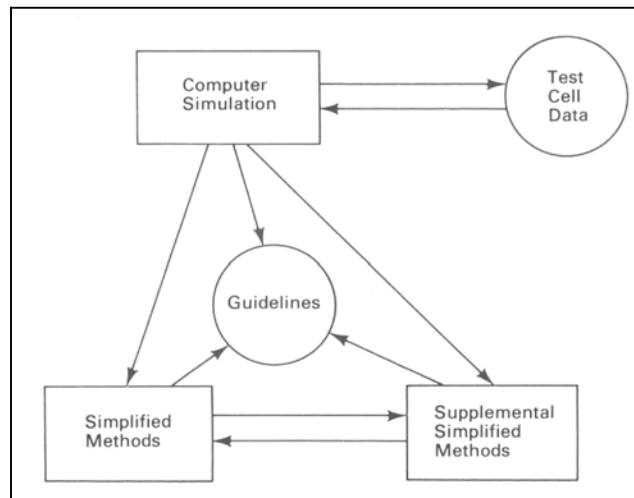 Computer
Simulation
Test
Cell
Data
Guidelines
Simplified
Methods
Supplemental
Simplified
Methods